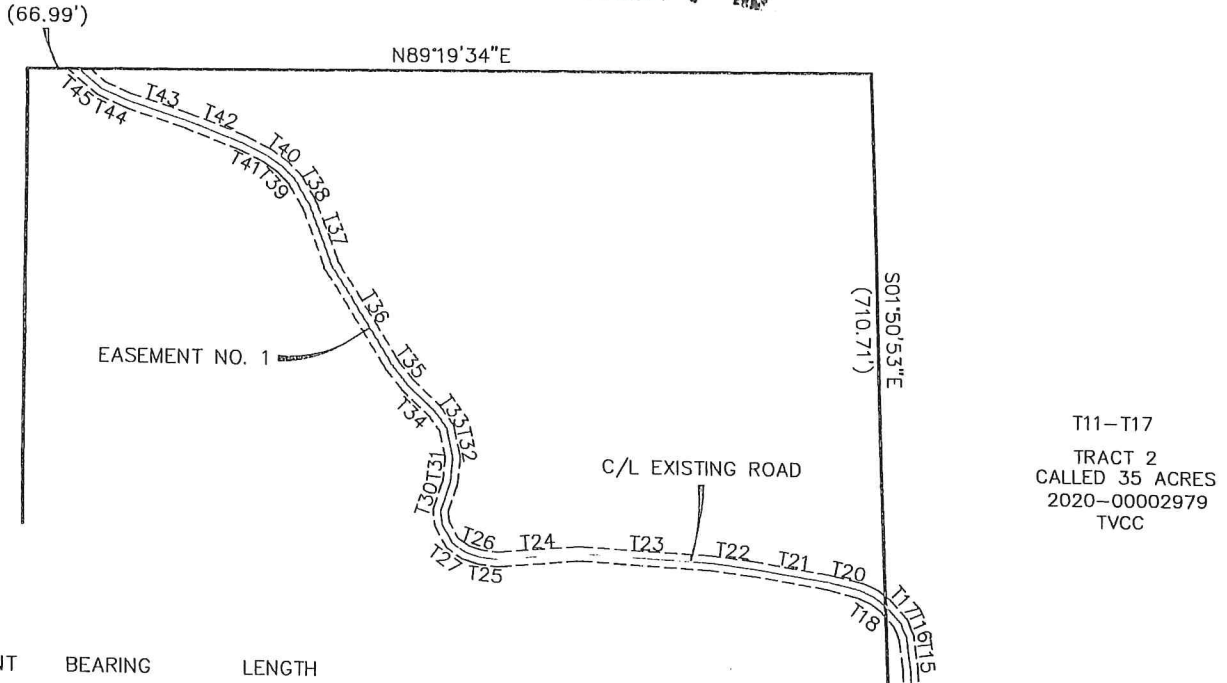 (66.99')
N89°19'34"E
T45
T44
T43
T42
T41
T40
T39
T38
T37
T36
EASEMENT NO. 1
T35
T34
T33
T32
T31
T30
S01°50'53"E
(710.71')
T11-T17
TRACT 2
CALLED 35 ACRES
2020-00002979
TVCC
C/L EXISTING ROAD
T27
T26
T25
T24
T23
T22
T21
T20
T18
T17
T16
T15
NT BEARING LENGTH